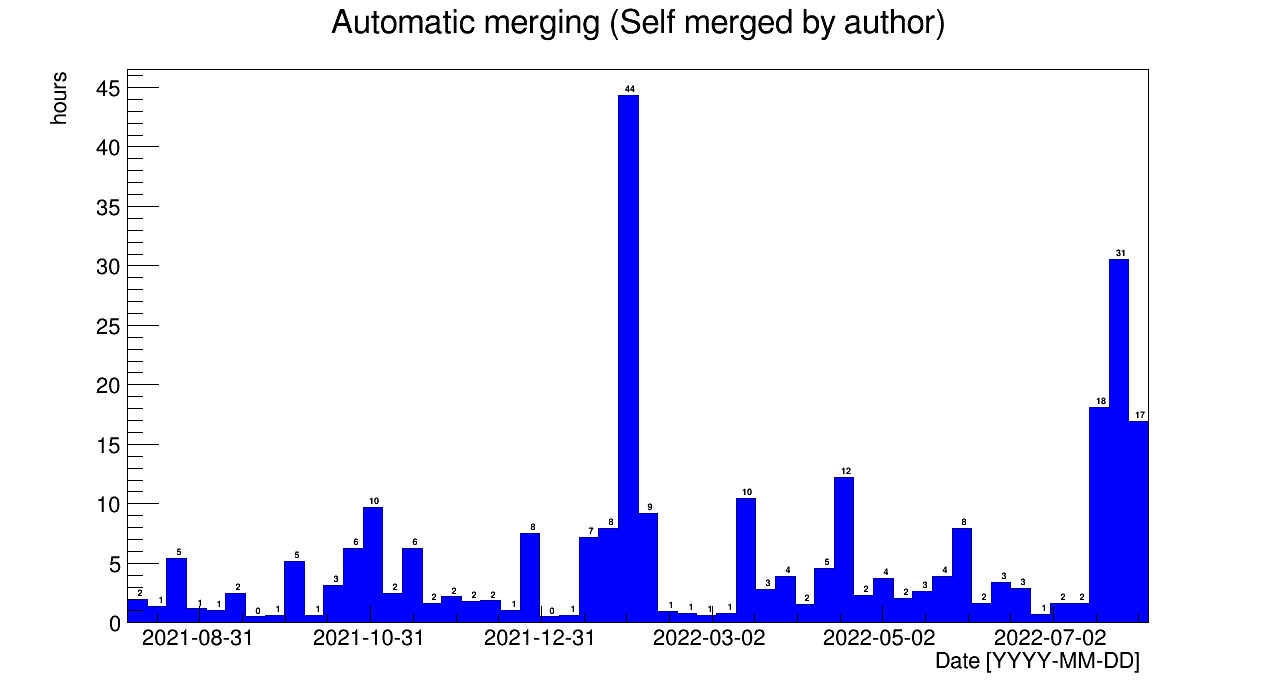 Automatic merging (Self merged by author)
hours
45
40
35
30
25
20
15
10
5
0
2 1 5 1 1 2 0 1 5 1 3 6 10 2 6 2 2 2 2 1 8 0 1 7 8 44 9 1 1 1 1 10 3 4 2 5 12 2 4 2 3 4 8 2 3 3 1 2 2 18 31 17
2021-08-31 2021-10-31 2021-12-31 2022-03-02 2022-05-02 2022-07-02
Date [YYYY-MM-DD]